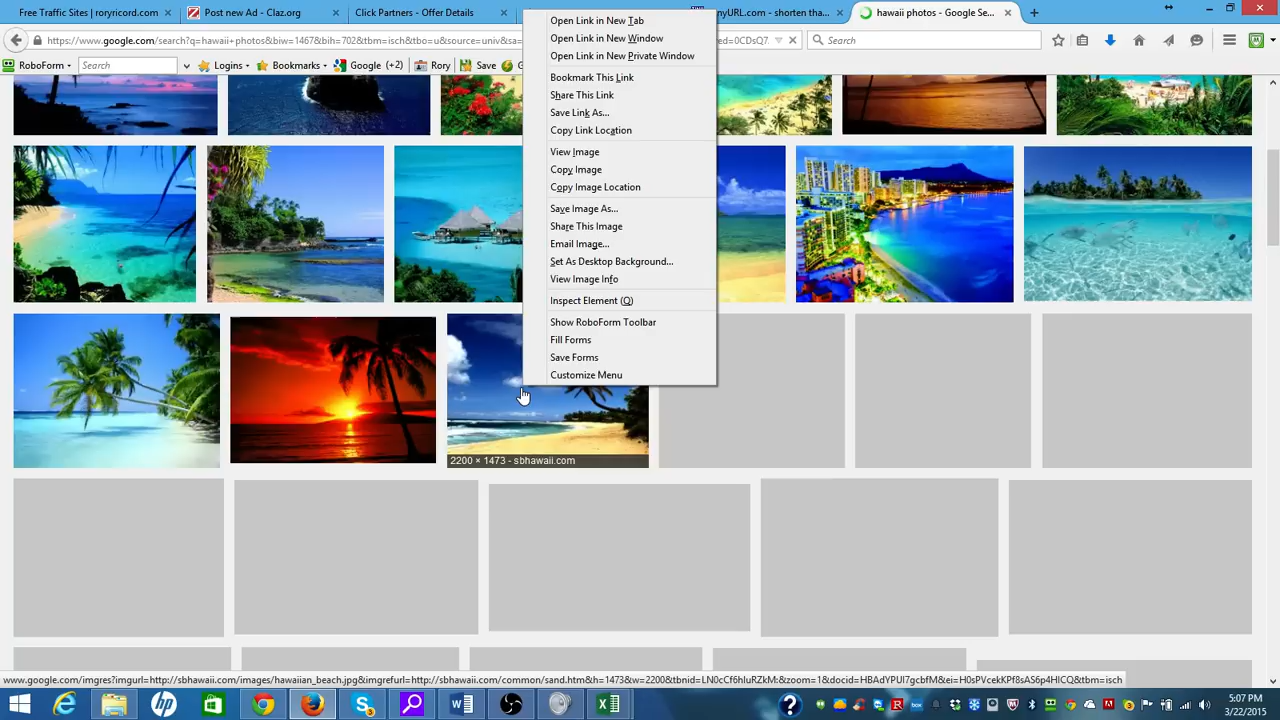 Free Traffic Sites | roryricord.com
Post new Ad - Claz.org
Click Partners - Offer Details
yURL.com - shorten tha...
hawaii photos - Google Se...
https://www.google.com/search?q=hawaii+photos&biw=1467&bih=702&tbm=isch&tbo=u&source=univ&sa=
Search
RoboForm
Search
Logins
Bookmarks
Google (+2)
Rory
Save
G
Open Link in New Tab
Open Link in New Window
Open Link in New Private Window
Bookmark This Link
Share This Link
Save Link As...
Copy Link Location
View Image
Copy Image
Copy Image Location
Save Image As...
Share This Image
Email Image...
Set As Desktop Background...
View Image Info
Inspect Element (Q)
Show RoboForm Toolbar
Fill Forms
Save Forms
Customize Menu
2200 × 1473 - sbhawaii.com
5:07 PM
3/22/2015